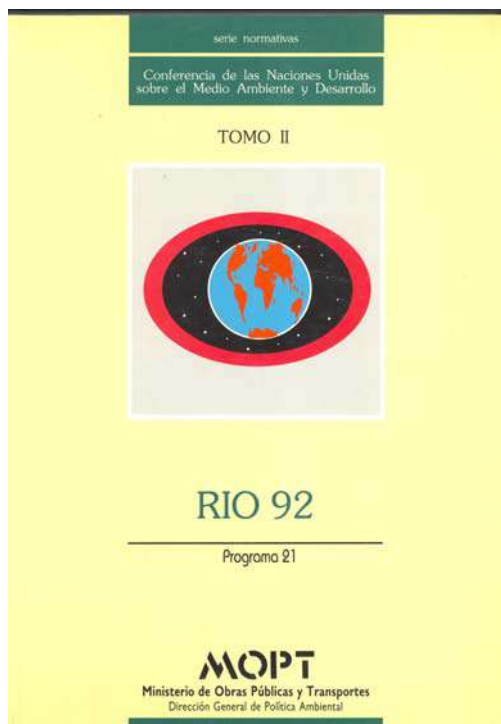 serie normativas
Conferencia de las Naciones Unidas
sobre el Medio Ambiente y Desarrollo
TOMO II
RIO 92
Programa 21
MOPT
Ministerio de Obras Públicas y Transportes
Dirección General de Política Ambiental